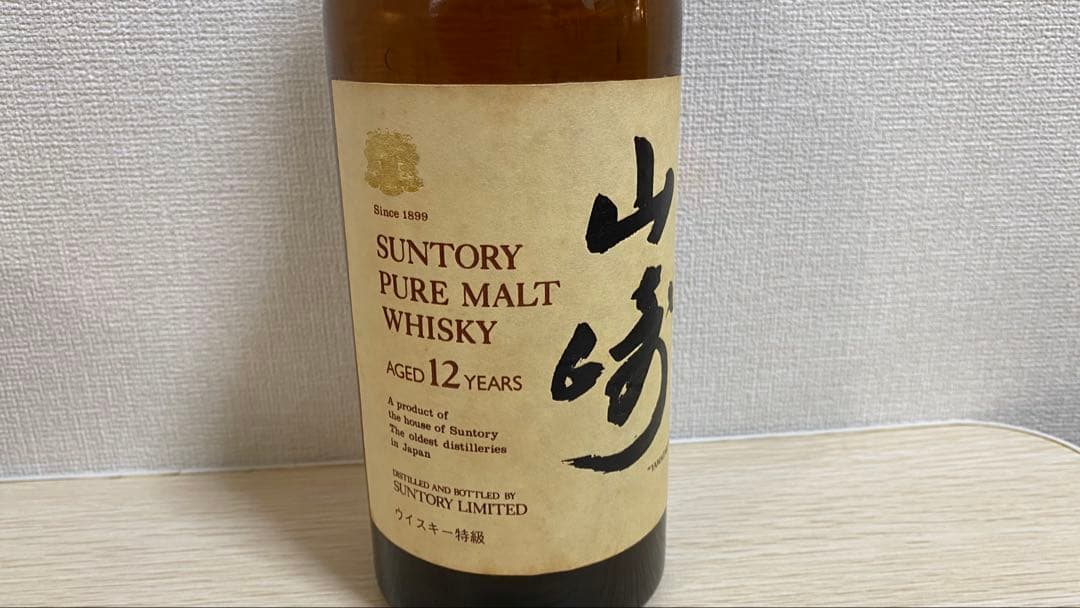 Since 1899
SUNTORY
PURE MALT
WHISKY
AGED 12 YEARS
A product of
the house of Suntory
The oldest distilleries
in Japan
DISTILLED AND BOTTLED BY
SUNTORY LIMITED
ウイスキー特級
山崎